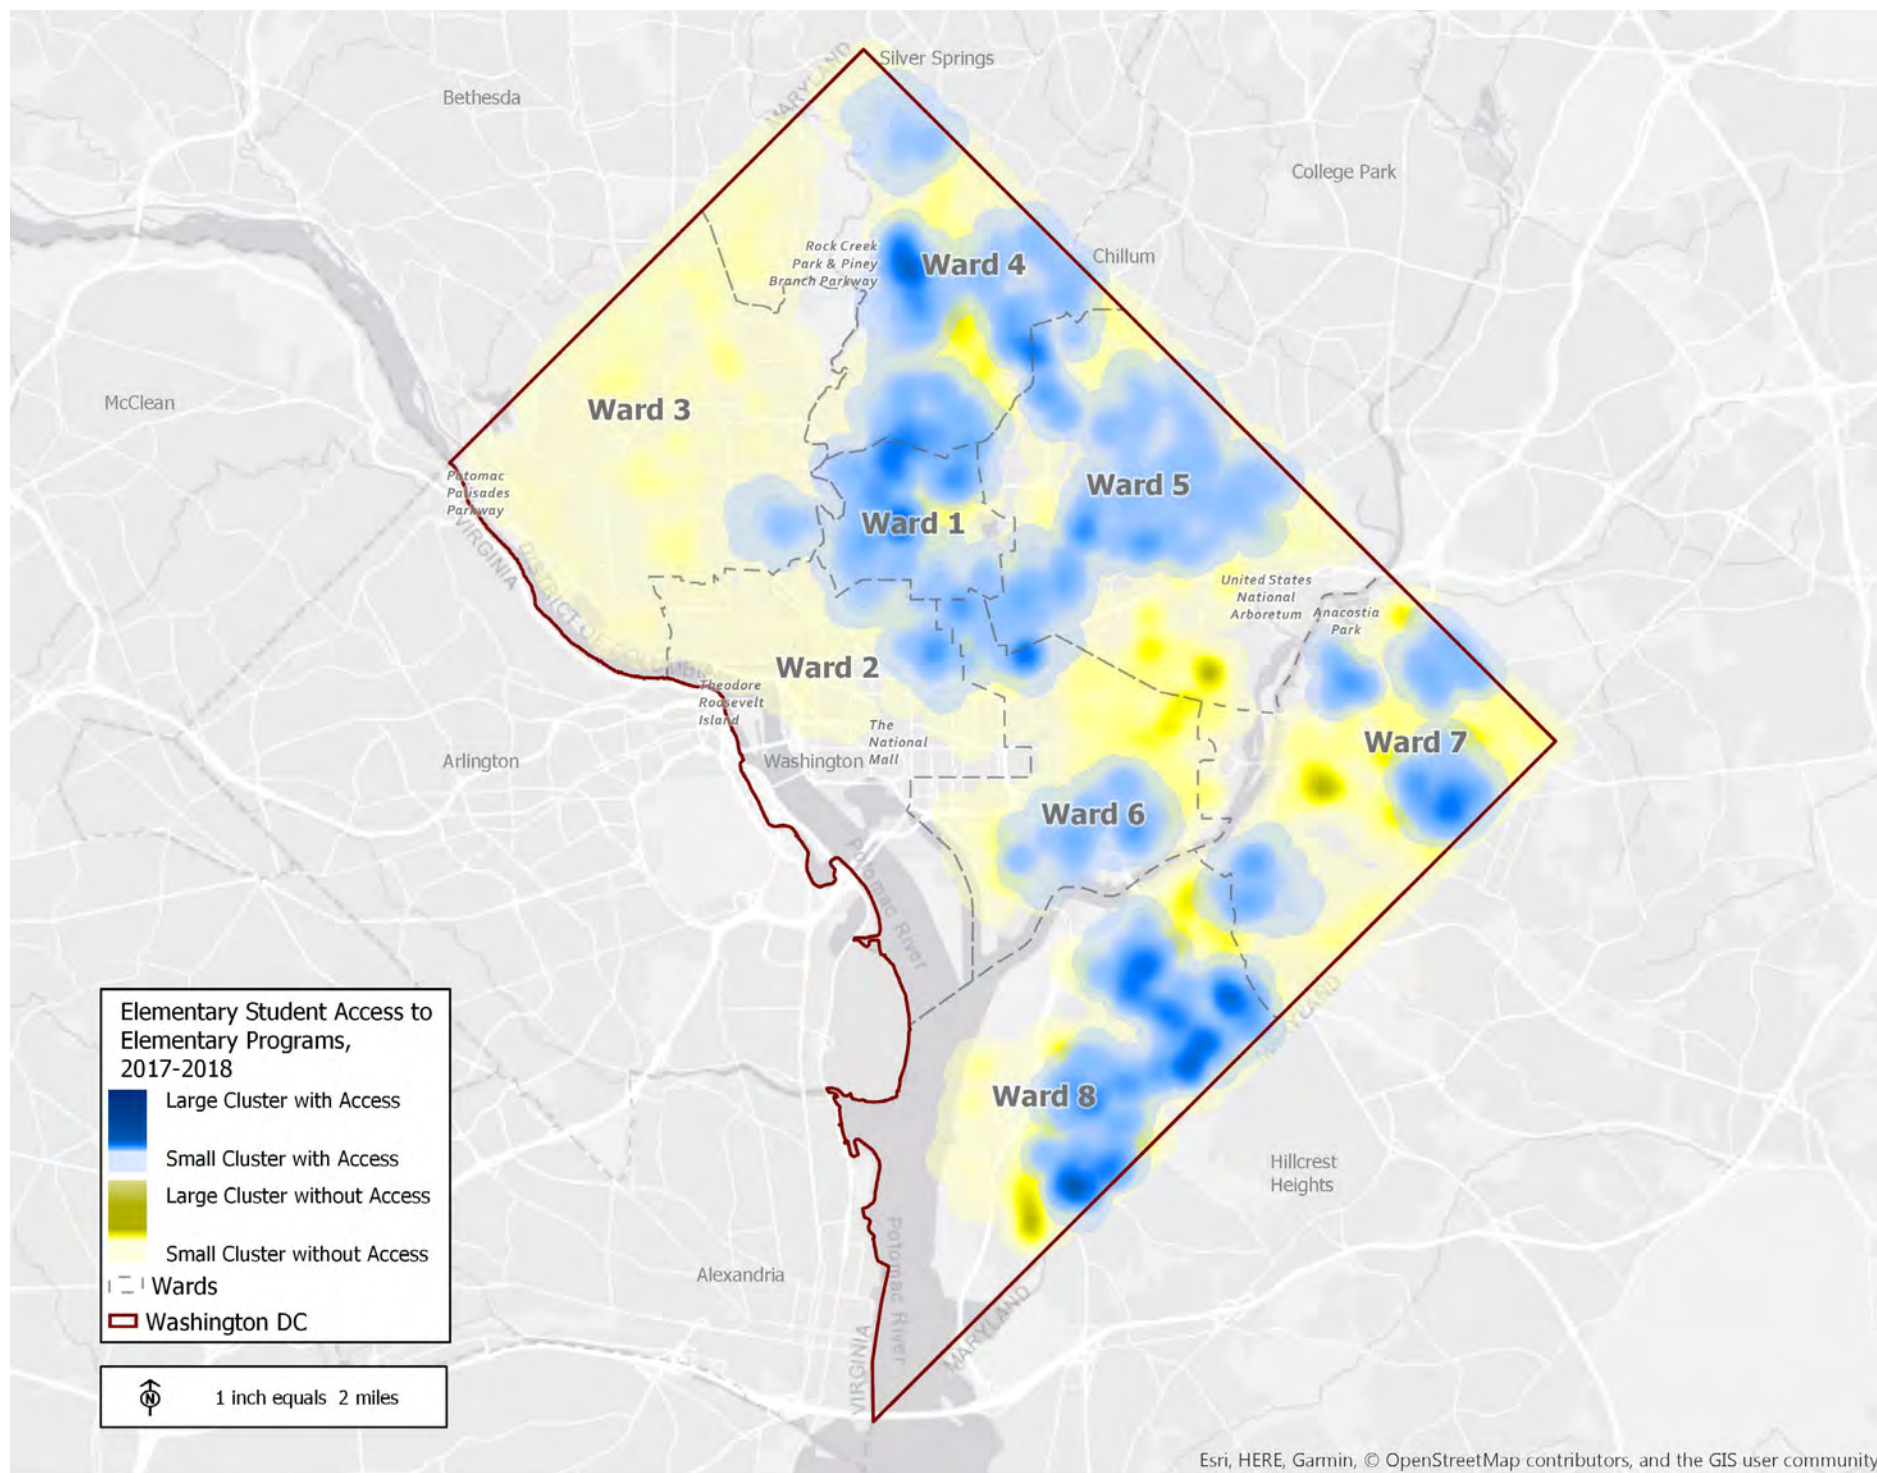 Silver Springs
MARYLAND
Bethesda
College Park
Rock Creek
Park & Piney
Branch Parkway
Ward 4
Chillum
McClean
Ward 3
Potomac
Palisades
Parkway
Ward 5
Ward 1
VIRGINIA
DISTRICT OF COLUMBIA
United States
National
Arboretum
Anacostia
Park
Ward 2
Theodore
Roosevelt
Island
The
National
Mall
Ward 7
Arlington
Washington
Ward 6
Potomac River
MARYLAND
Elementary Student Access to
Elementary Programs,
2017-2018
Large Cluster with Access
Small Cluster with Access
Large Cluster without Access
Small Cluster without Access
Wards
Washington DC
Ward 8
Hillcrest
Heights
Alexandria
Potomac River
VIRGINIA
MARYLAND
N
1 inch equals 2 miles
Esri, HERE, Garmin, © OpenStreetMap contributors, and the GIS user community